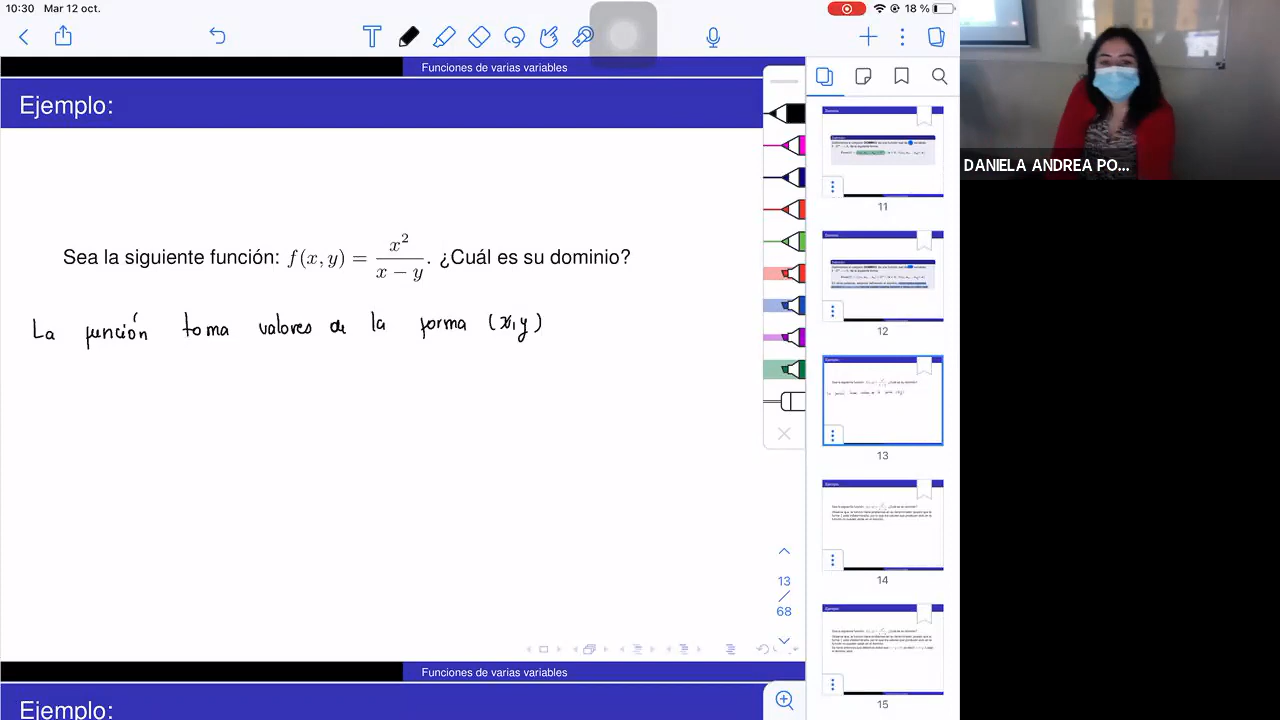 10:30 Mar 12 oct.
18 %
Funciones de varias variables
Ejemplo:
Sea la siguiente función: f(x, y) = x² / (x − y). ¿Cuál es su dominio?
La función toma valores de la forma (x,y)
13
/
68
Funciones de varias variables
Ejemplo:
11
12
13
14
15
DANIELA ANDREA PO...